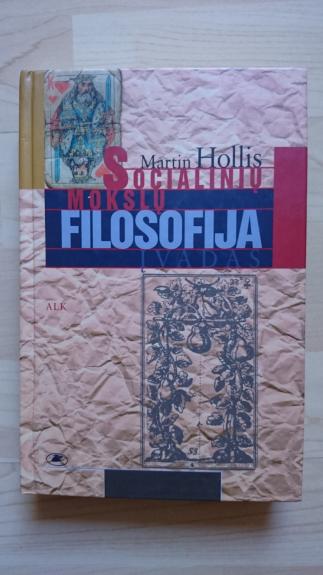 K
Martin Hollis
SOCIALINIŲ
MOKSLŲ
FILOSOFIJA
ĮVADAS
ALK